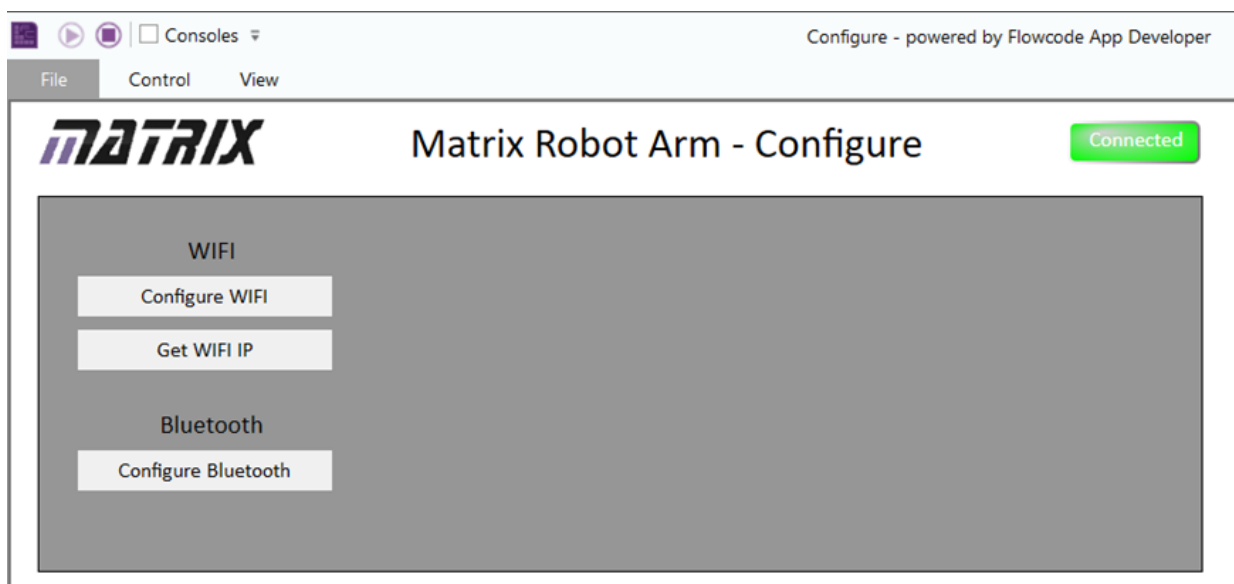 Consoles
Configure - powered by Flowcode App Developer
File Control View
MATRIX
Matrix Robot Arm - Configure
Connected
WIFI
Configure WIFI
Get WIFI IP
Bluetooth
Configure Bluetooth